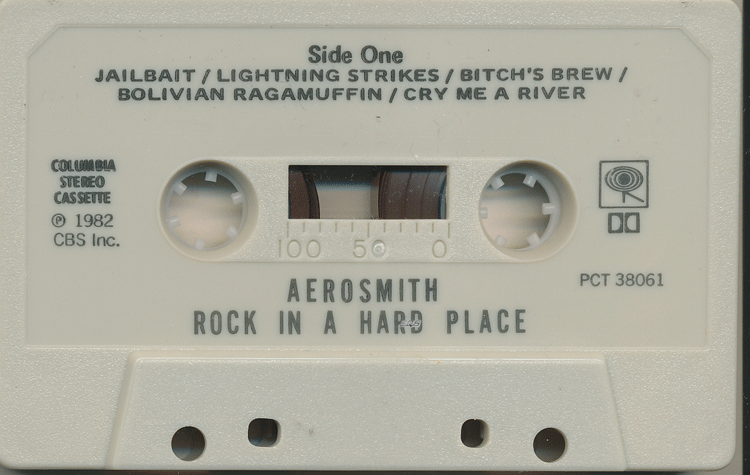 Side One
JAILBAIT / LIGHTNING STRIKES / BITCH'S BREW /
BOLIVIAN RAGAMUFFIN / CRY ME A RIVER
COLUMBIA
STEREO
CASSETTE
℗ 1982
CBS Inc.
100 50 0
PCT 38061
AEROSMITH
ROCK IN A HARD PLACE